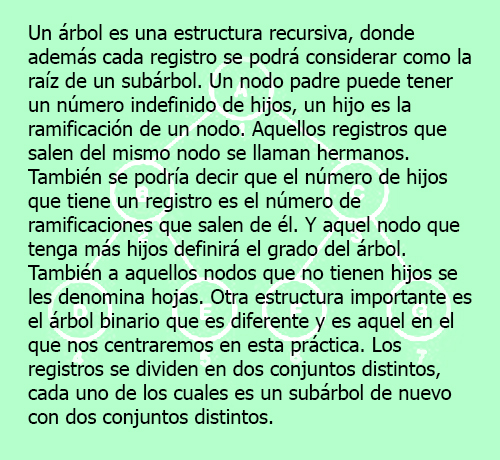 Un árbol es una estructura recursiva, donde
además cada registro se podrá considerar como la
raíz de un subárbol. Un nodo padre puede tener
un número indefinido de hijos, un hijo es la
ramificación de un nodo. Aquellos registros que
salen del mismo nodo se llaman hermanos.
También se podría decir que el número de hijos
que tiene un registro es el número de
ramificaciones que salen de él. Y aquel nodo que
tenga más hijos definirá el grado del árbol.
También a aquellos nodos que no tienen hijos se
les denomina hojas. Otra estructura importante es
el árbol binario que es diferente y es aquel en el
que nos centraremos en esta práctica. Los
registros se dividen en dos conjuntos distintos,
cada uno de los cuales es un subárbol de nuevo
con dos conjuntos distintos.